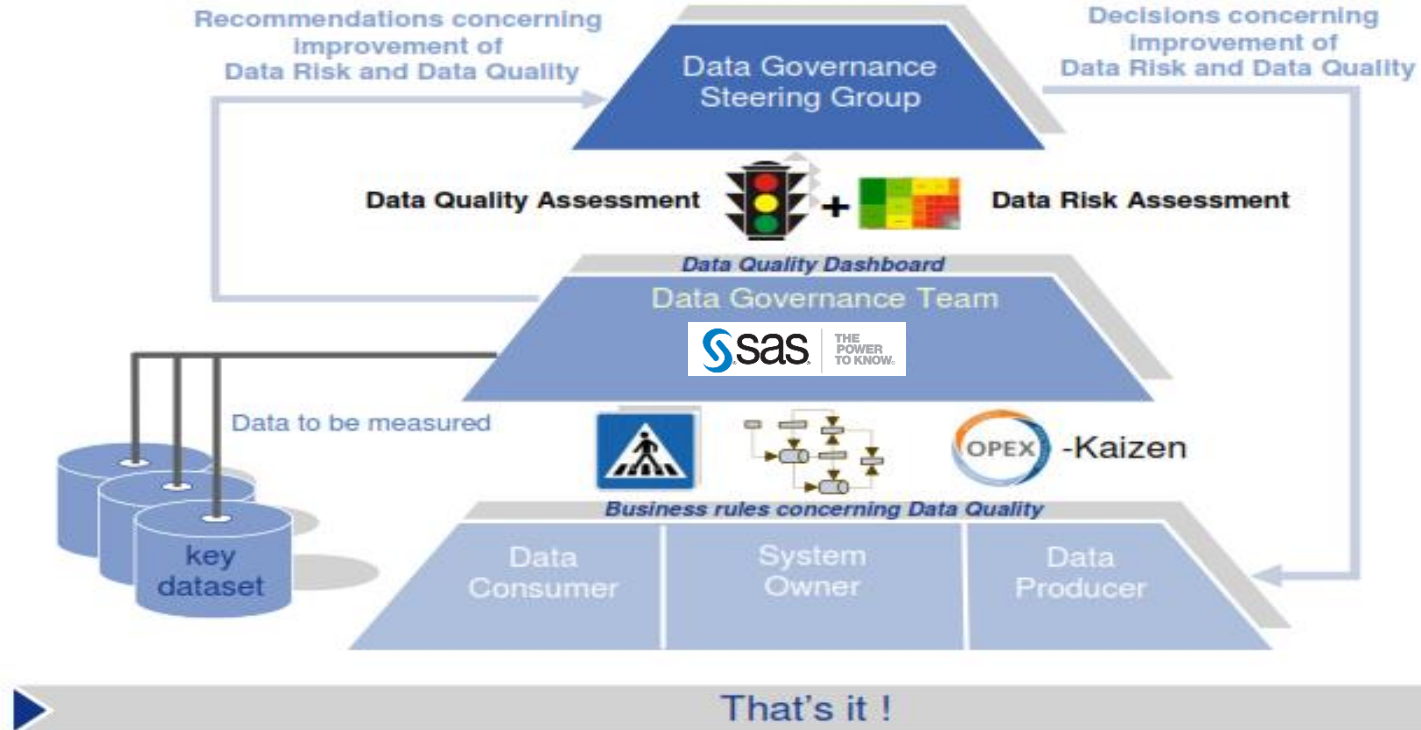 Recommendations concerning
improvement of
Data Risk and Data Quality
Decisions concerning
improvement of
Data Risk and Data Quality
Data Governance
Steering Group
Data Quality Assessment
+
Data Risk Assessment
Data Quality Dashboard
Data Governance Team
sas
THE
POWER
TO KNOW.
Data to be measured
OPEX
-Kaizen
Business rules concerning Data Quality
key
dataset
Data
Consumer
System
Owner
Data
Producer
That's it !